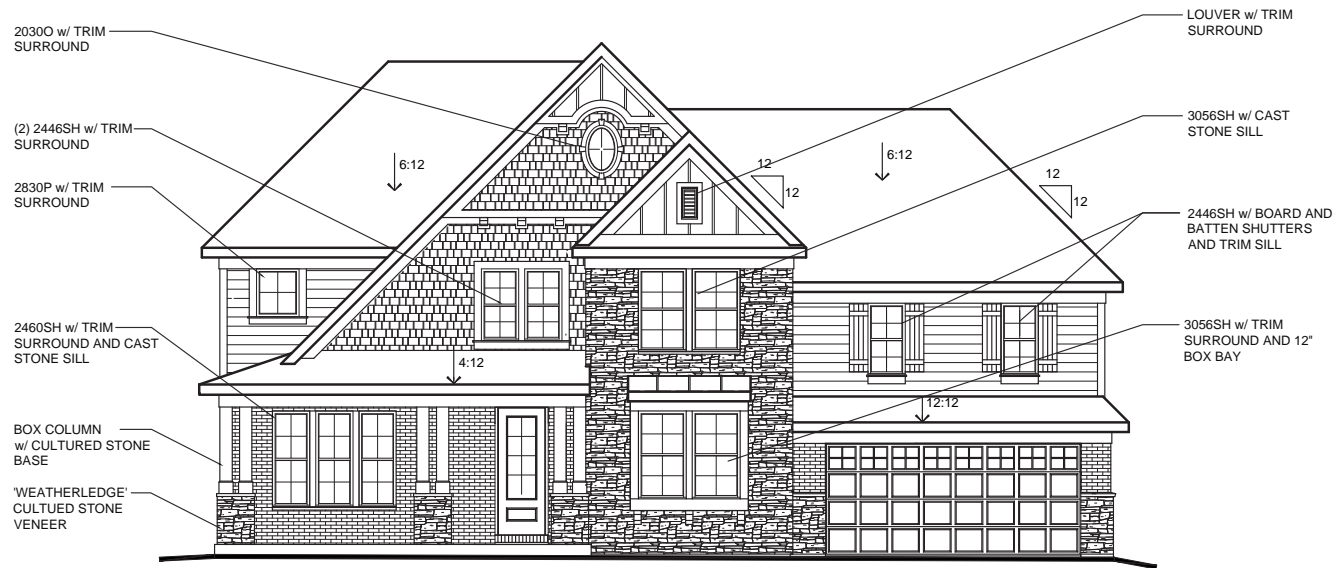 2030O w/ TRIM
SURROUND
(2) 2446SH w/ TRIM
SURROUND
2830P w/ TRIM
SURROUND
2460SH w/ TRIM
SURROUND AND CAST
STONE SILL
BOX COLUMN
w/ CULTURED STONE
BASE
'WEATHERLEDGE'
CULTUED STONE
VENEER
6:12
4:12
12
12
6:12
12
12
12:12
LOUVER w/ TRIM
SURROUND
3056SH w/ CAST
STONE SILL
2446SH w/ BOARD AND
BATTEN SHUTTERS
AND TRIM SILL
3056SH w/ TRIM
SURROUND AND 12"
BOX BAY